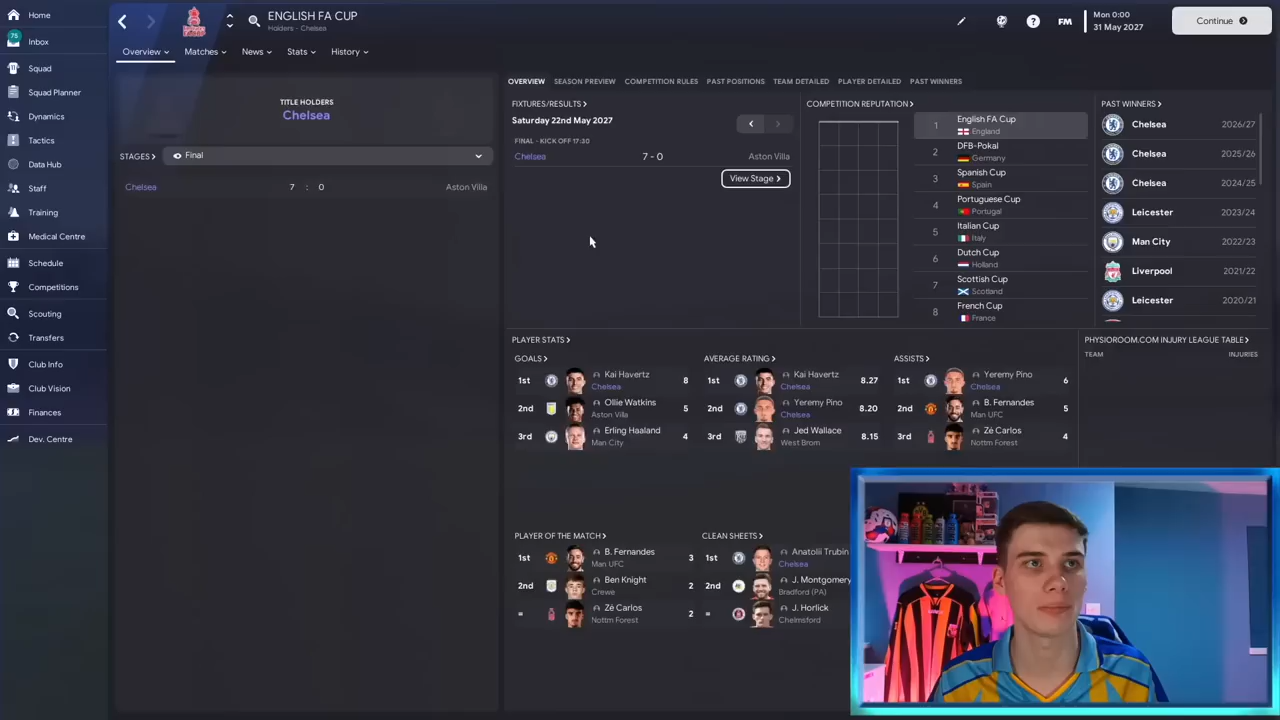 Home
ENGLISH FA CUP
Holders - Chelsea
FM
Mon 0:00
31 May 2027
Continue
75
Inbox
Overview
Matches
News
Stats
History
Squad
Squad Planner
Dynamics
Tactics
Data Hub
Staff
Training
Medical Centre
Schedule
Competitions
Scouting
Transfers
Club Info
Club Vision
Finances
Dev. Centre
TITLE HOLDERS
Chelsea
STAGES
Final
Chelsea 7 : 0 Aston Villa
OVERVIEW SEASON PREVIEW COMPETITION RULES PAST POSITIONS TEAM DETAILED PLAYER DETAILED PAST WINNERS
FIXTURES/RESULTS
Saturday 22nd May 2027
FINAL - KICK OFF 17:30
Chelsea 7 - 0 Aston Villa
View Stage
COMPETITION REPUTATION
1 English FA Cup
England
2 DFB-Pokal
Germany
3 Spanish Cup
Spain
4 Portuguese Cup
Portugal
5 Italian Cup
Italy
6 Dutch Cup
Holland
7 Scottish Cup
Scotland
8 French Cup
France
PAST WINNERS
Chelsea 2026/27
Chelsea 2025/26
Chelsea 2024/25
Leicester 2023/24
Man City 2022/23
Liverpool 2021/22
Leicester 2020/21
PLAYER STATS
GOALS
1st Kai Havertz 8
Chelsea
2nd Ollie Watkins 5
Aston Villa
3rd Erling Haaland 4
Man City
AVERAGE RATING
1st Kai Havertz 8.27
Chelsea
2nd Yeremy Pino 8.20
Chelsea
3rd Jed Wallace 8.15
West Brom
ASSISTS
1st Yeremy Pino 6
Chelsea
2nd B. Fernandes 5
Man UFC
3rd Zé Carlos 4
Nottm Forest
PHYSIOROOM.COM INJURY LEAGUE TABLE
TEAM INJURIES
PLAYER OF THE MATCH
1st B. Fernandes 3
Man UFC
2nd Ben Knight 2
Crewe
= Zé Carlos 2
Nottm Forest
CLEAN SHEETS
1st Anatolii Trubin
Chelsea
2nd J. Montgomery
Bradford (PA)
= J. Horlick
Chelmsford